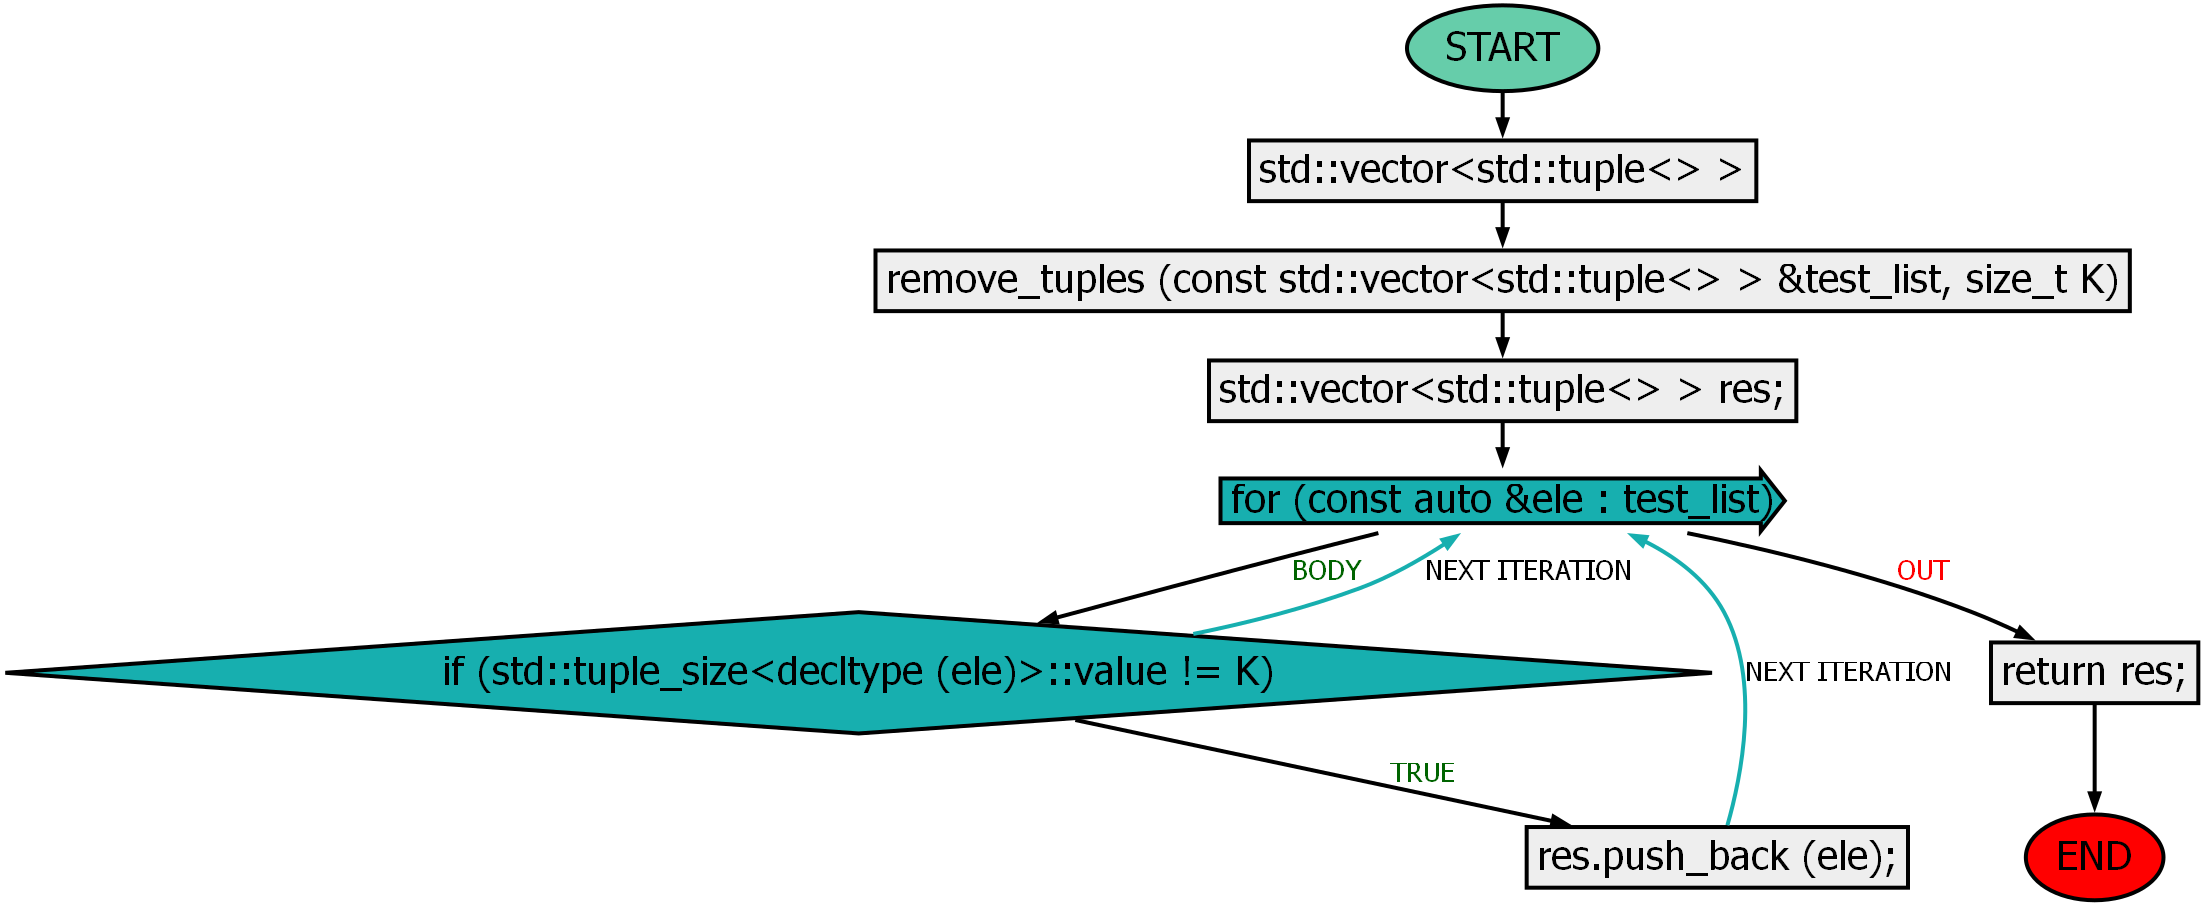 START
std::vector<std::tuple<> >
remove_tuples (const std::vector<std::tuple<> > &test_list, size_t K)
std::vector<std::tuple<> > res;
for (const auto &ele : test_list)
BODY
NEXT ITERATION
OUT
if (std::tuple_size<decltype (ele)>::value != K)
NEXT ITERATION
return res;
TRUE
res.push_back (ele);
END